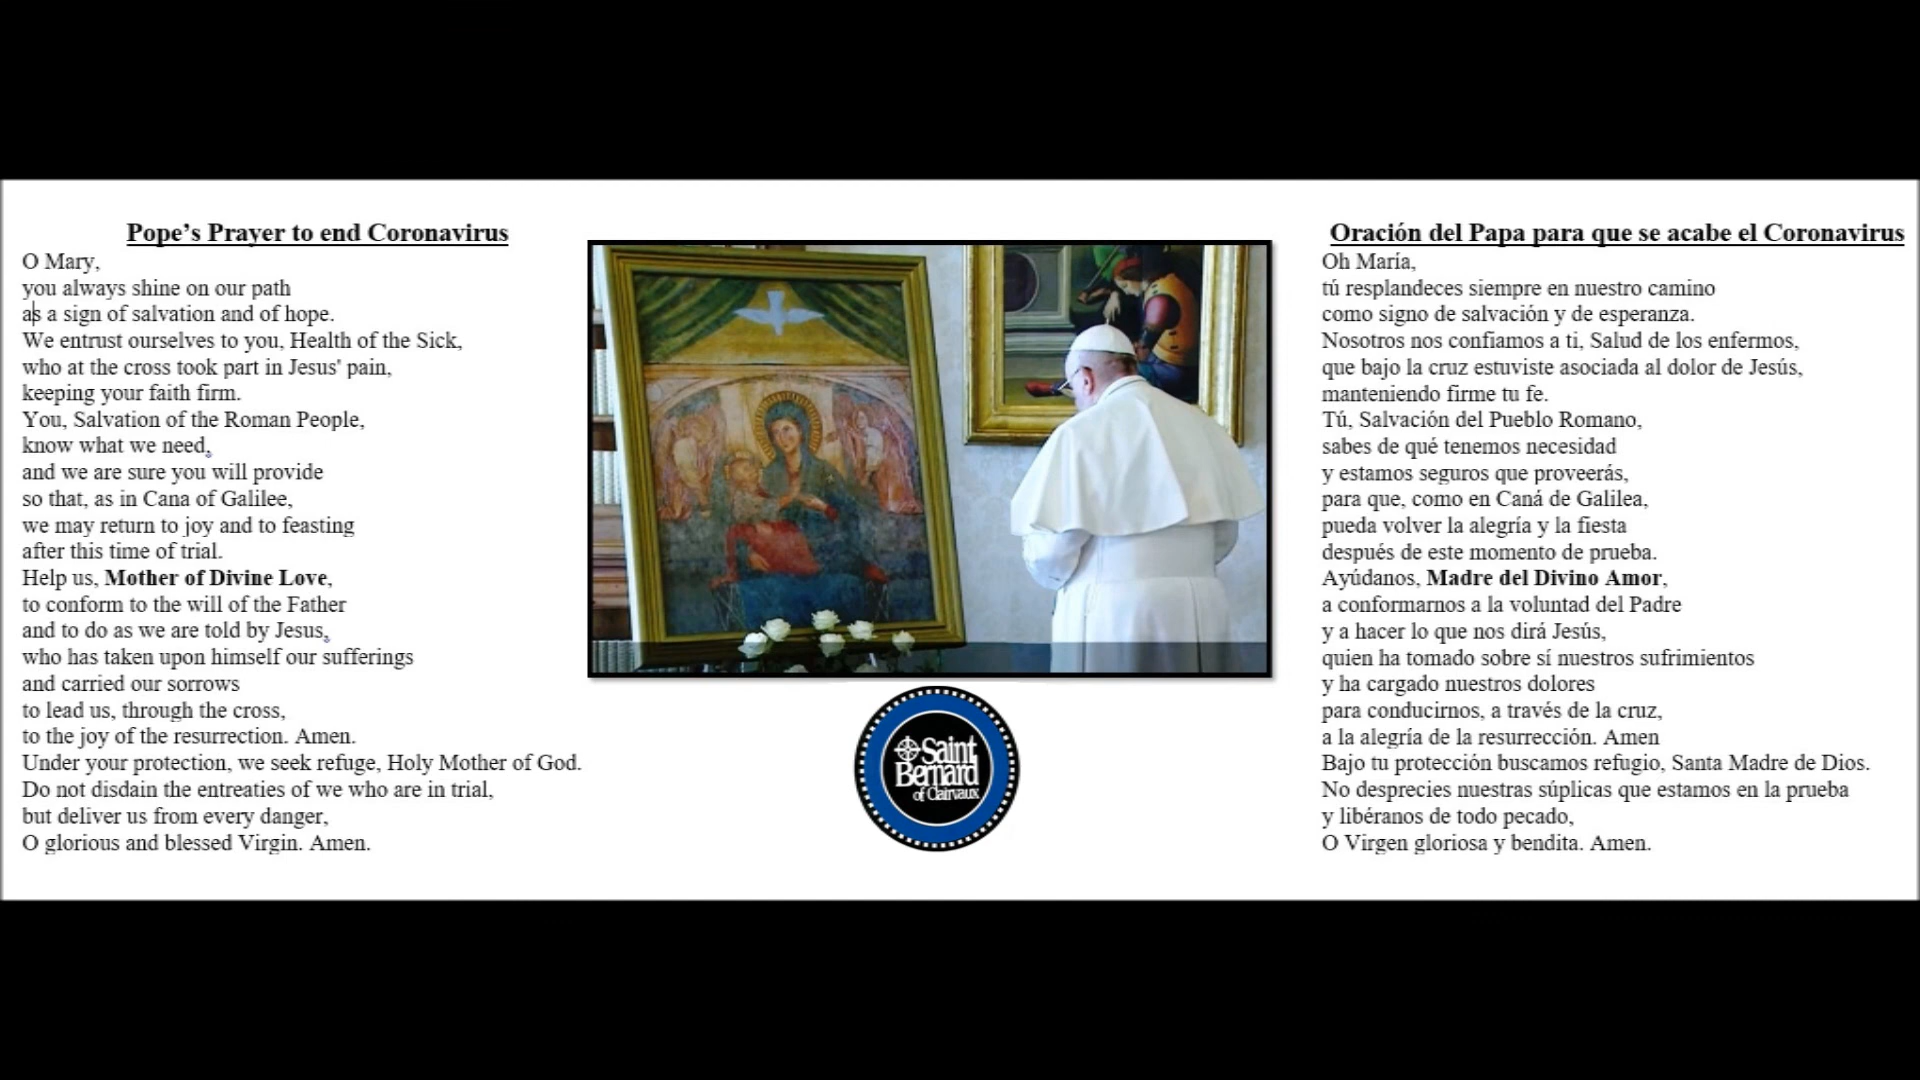 Pope’s Prayer to end Coronavirus
O Mary,
you always shine on our path
as a sign of salvation and of hope.
We entrust ourselves to you, Health of the Sick,
who at the cross took part in Jesus' pain,
keeping your faith firm.
You, Salvation of the Roman People,
know what we need,
and we are sure you will provide
so that, as in Cana of Galilee,
we may return to joy and to feasting
after this time of trial.
Help us, Mother of Divine Love,
to conform to the will of the Father
and to do as we are told by Jesus,
who has taken upon himself our sufferings
and carried our sorrows
to lead us, through the cross,
to the joy of the resurrection. Amen.
Under your protection, we seek refuge, Holy Mother of God.
Do not disdain the entreaties of we who are in trial,
but deliver us from every danger,
O glorious and blessed Virgin. Amen.
Saint
Bernard
of Clairvaux
Oración del Papa para que se acabe el Coronavirus
Oh María,
tú resplandeces siempre en nuestro camino
como signo de salvación y de esperanza.
Nosotros nos confiamos a ti, Salud de los enfermos,
que bajo la cruz estuviste asociada al dolor de Jesús,
manteniendo firme tu fe.
Tú, Salvación del Pueblo Romano,
sabes de qué tenemos necesidad
y estamos seguros que proveerás,
para que, como en Caná de Galilea,
pueda volver la alegría y la fiesta
después de este momento de prueba.
Ayúdanos, Madre del Divino Amor,
a conformarnos a la voluntad del Padre
y a hacer lo que nos dirá Jesús,
quien ha tomado sobre sí nuestros sufrimientos
y ha cargado nuestros dolores
para conducirnos, a través de la cruz,
a la alegría de la resurrección. Amen
Bajo tu protección buscamos refugio, Santa Madre de Dios.
No desprecies nuestras súplicas que estamos en la prueba
y libéranos de todo pecado,
O Virgen gloriosa y bendita. Amen.